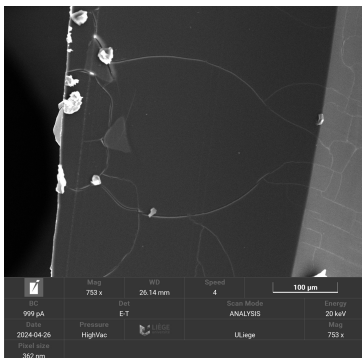 Mag WD Speed
753 x 26.14 mm 4 100 µm
BC Det Scan Mode Energy
999 pA E-T ANALYSIS 20 keV
Date Pressure LIÈGE Mag
2024-04-26 HighVac ULiege 753 x
Pixel size
362 nm